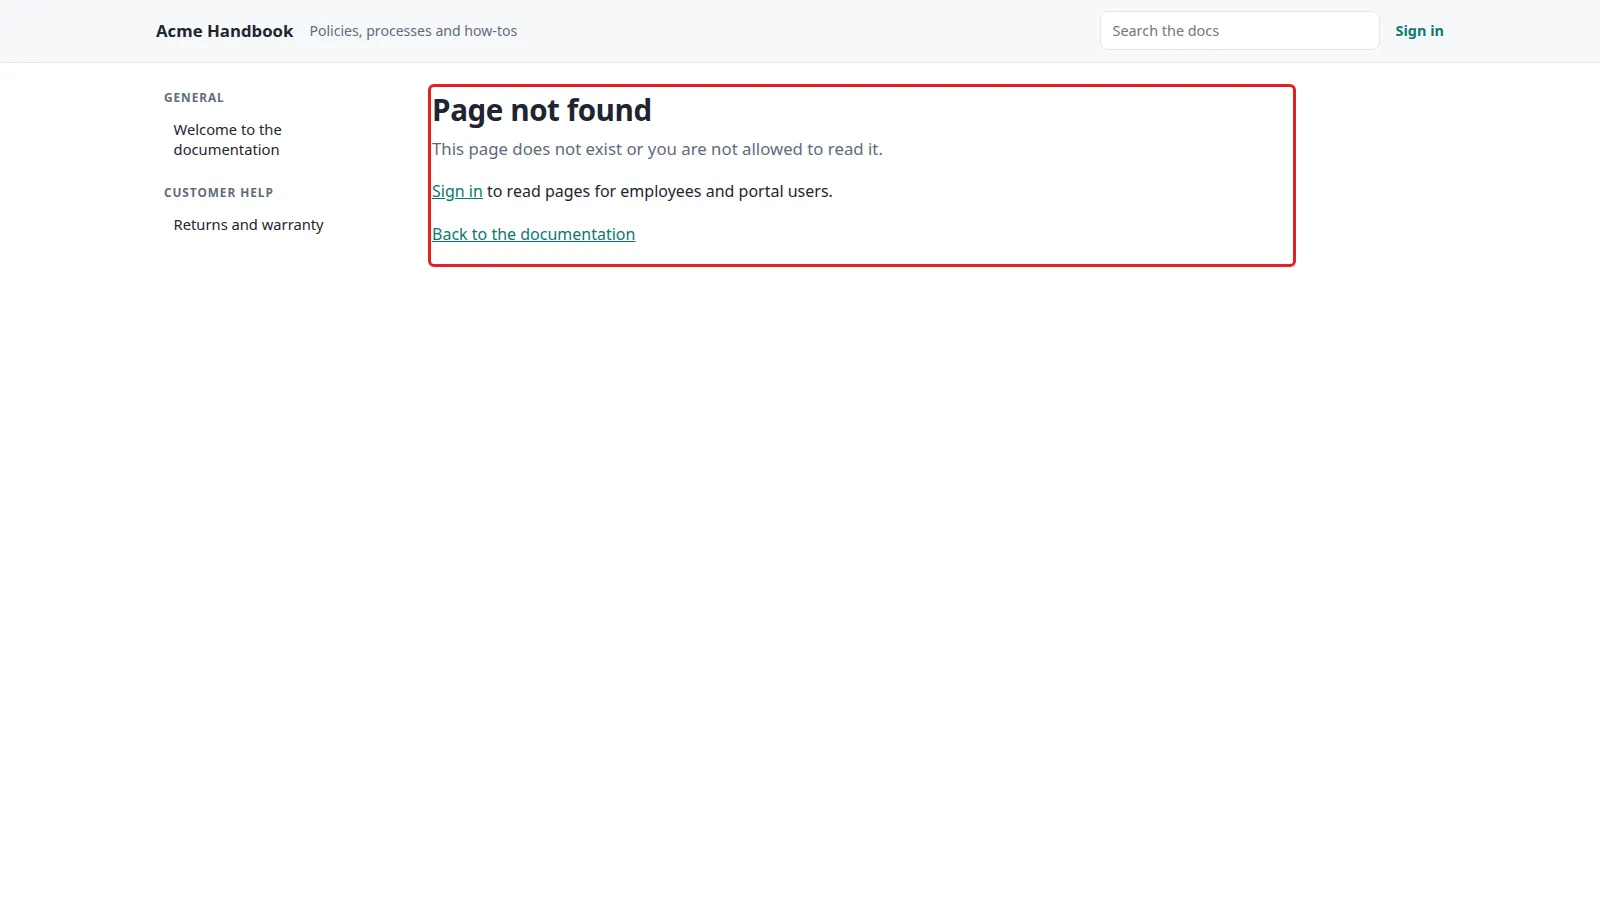 Acme Handbook Policies, processes and how-tos Search the docs Sign in
GENERAL
Welcome to the
documentation
CUSTOMER HELP
Returns and warranty
Page not found
This page does not exist or you are not allowed to read it.
Sign in to read pages for employees and portal users.
Back to the documentation